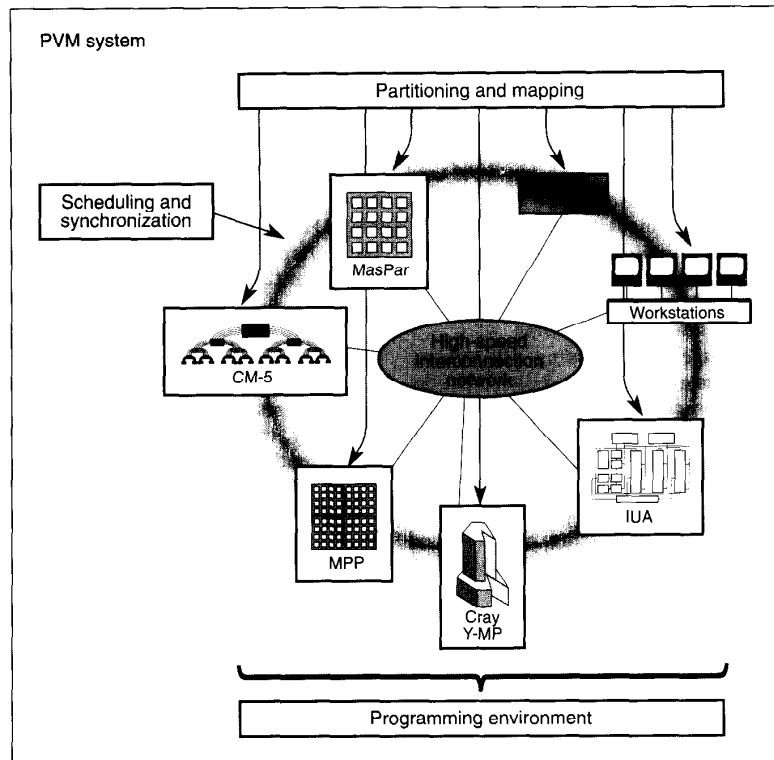 PVM system
Partitioning and mapping
Scheduling and
synchronization
MasPar
Workstations
High-speed
interconnection
network
CM-5
IUA
MPP
Cray
Y-MP
Programming environment